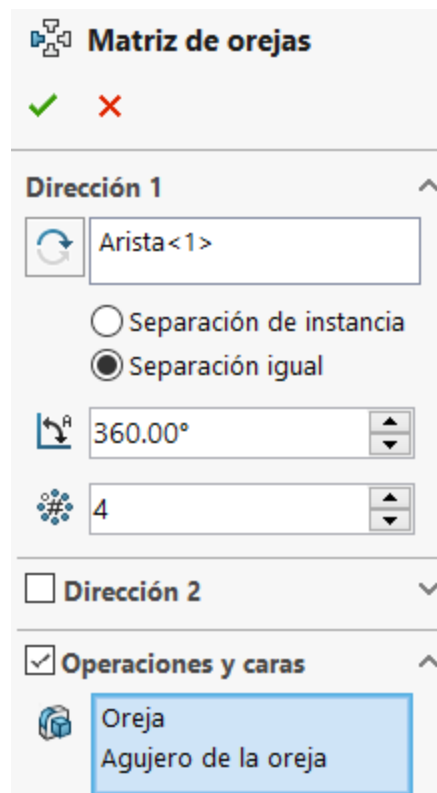 Matriz de orejas
Dirección 1
Arista<1>
Separación de instancia
Separación igual
360.00°
4
Dirección 2
Operaciones y caras
Oreja
Agujero de la oreja